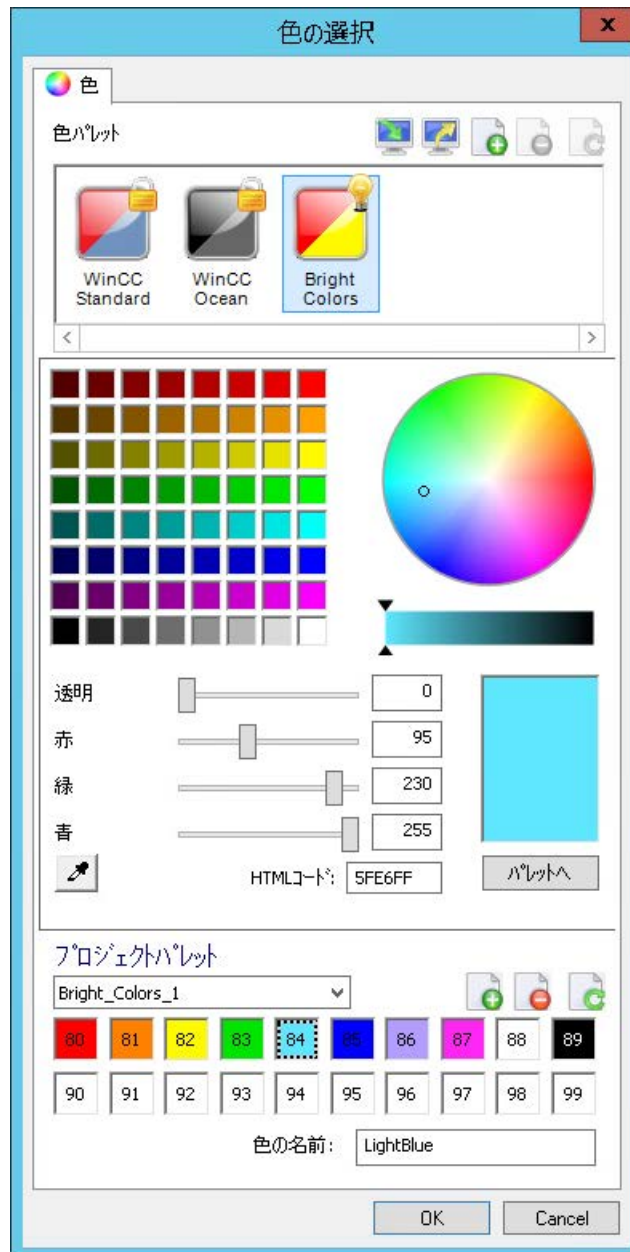 色の選択
x
色
色パレット
WinCC Standard
WinCC Ocean
Bright Colors
透明 0
赤 95
緑 230
青 255
HTMLコード: 5FE6FF パレットへ
プロジェクトパレット
Bright_Colors_1
80 81 82 83 84 85 86 87 88 89
90 91 92 93 94 95 96 97 98 99
色の名前: LightBlue
OK Cancel